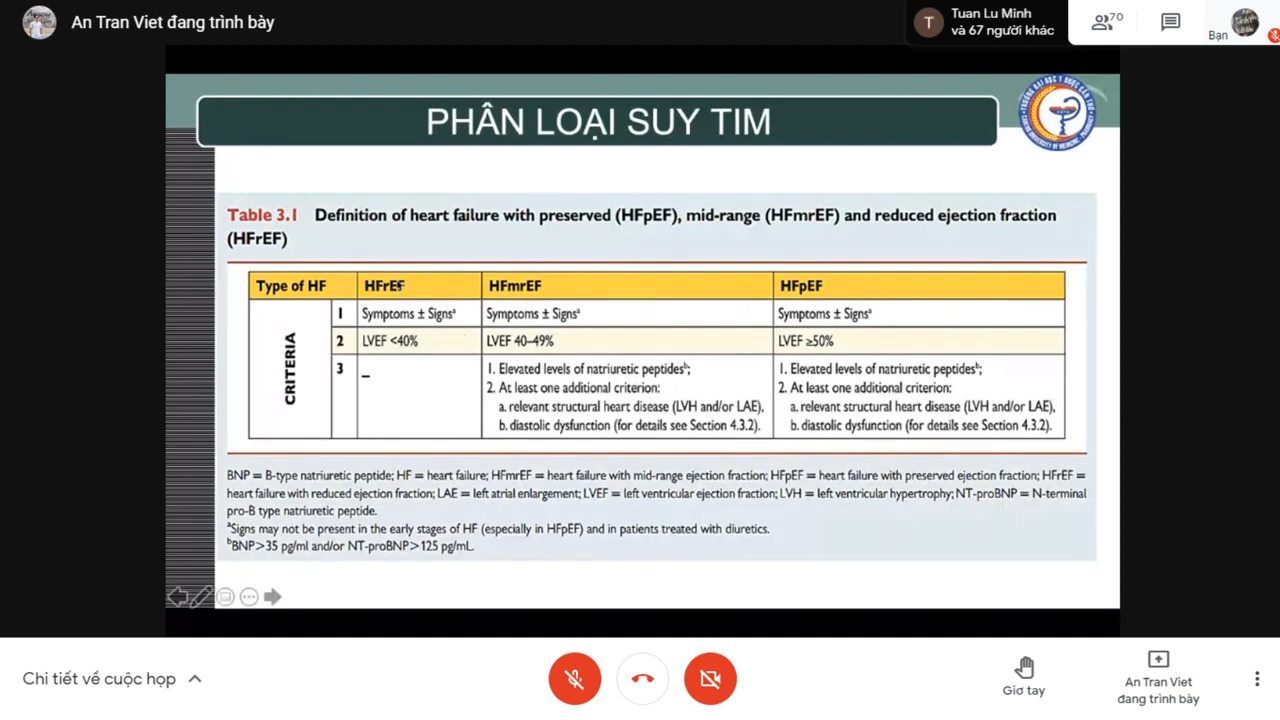 An Tran Viet đang trình bày
T
Tuan Lu Minh
và 67 người khác
70
Bạn
PHÂN LOẠI SUY TIM
TRƯỜNG ĐẠI HỌC Y DƯỢC CẦN THƠ
Table 3.1 Definition of heart failure with preserved (HFpEF), mid-range (HFmrEF) and reduced ejection fraction
(HFrEF)
Type of HF HFrEF HFmrEF HFpEF
CRITERIA
1 Symptoms ± Signsᵃ Symptoms ± Signsᵃ Symptoms ± Signsᵃ
2 LVEF <40% LVEF 40–49% LVEF ≥50%
3 – 1. Elevated levels of natriuretic peptidesᵇ; 1. Elevated levels of natriuretic peptidesᵇ;
2. At least one additional criterion: 2. At least one additional criterion:
a. relevant structural heart disease (LVH and/or LAE), a. relevant structural heart disease (LVH and/or LAE),
b. diastolic dysfunction (for details see Section 4.3.2). b. diastolic dysfunction (for details see Section 4.3.2).
BNP = B-type natriuretic peptide; HF = heart failure; HFmrEF = heart failure with mid-range ejection fraction; HFpEF = heart failure with preserved ejection fraction; HFrEF =
heart failure with reduced ejection fraction; LAE = left atrial enlargement; LVEF = left ventricular ejection fraction; LVH = left ventricular hypertrophy; NT-proBNP = N-terminal
pro-B type natriuretic peptide.
ᵃSigns may not be present in the early stages of HF (especially in HFpEF) and in patients treated with diuretics.
ᵇBNP>35 pg/ml and/or NT-proBNP>125 pg/mL.
Chi tiết về cuộc họp
Giơ tay
An Tran Viet
đang trình bày